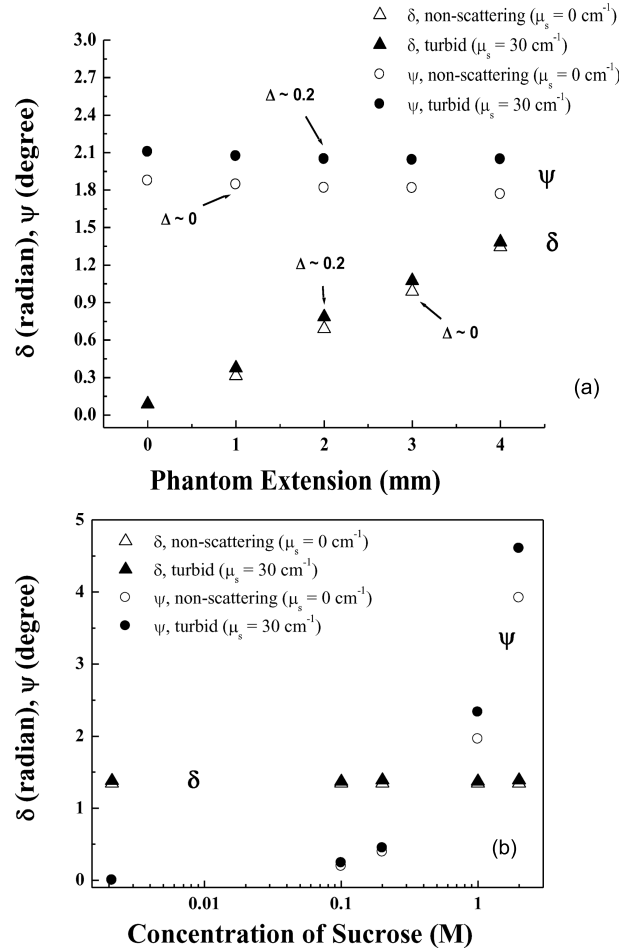 δ, non-scattering (μs = 0 cm-1)
δ, turbid (μs = 30 cm-1)
ψ, non-scattering (μs = 0 cm-1)
ψ, turbid (μs = 30 cm-1)
δ (radian), ψ (degree)
3.0
2.7
2.4
2.1
1.8
1.5
1.2
0.9
0.6
0.3
0.0
Δ ~ 0.2
Δ ~ 0
ψ
δ
Δ ~ 0.2
Δ ~ 0
(a)
0 1 2 3 4
Phantom Extension (mm)
δ (radian), ψ (degree)
5
4
3
2
1
0
δ, non-scattering (μs = 0 cm-1)
δ, turbid (μs = 30 cm-1)
ψ, non-scattering (μs = 0 cm-1)
ψ, turbid (μs = 30 cm-1)
ψ
δ
(b)
0.01 0.1 1
Concentration of Sucrose (M)